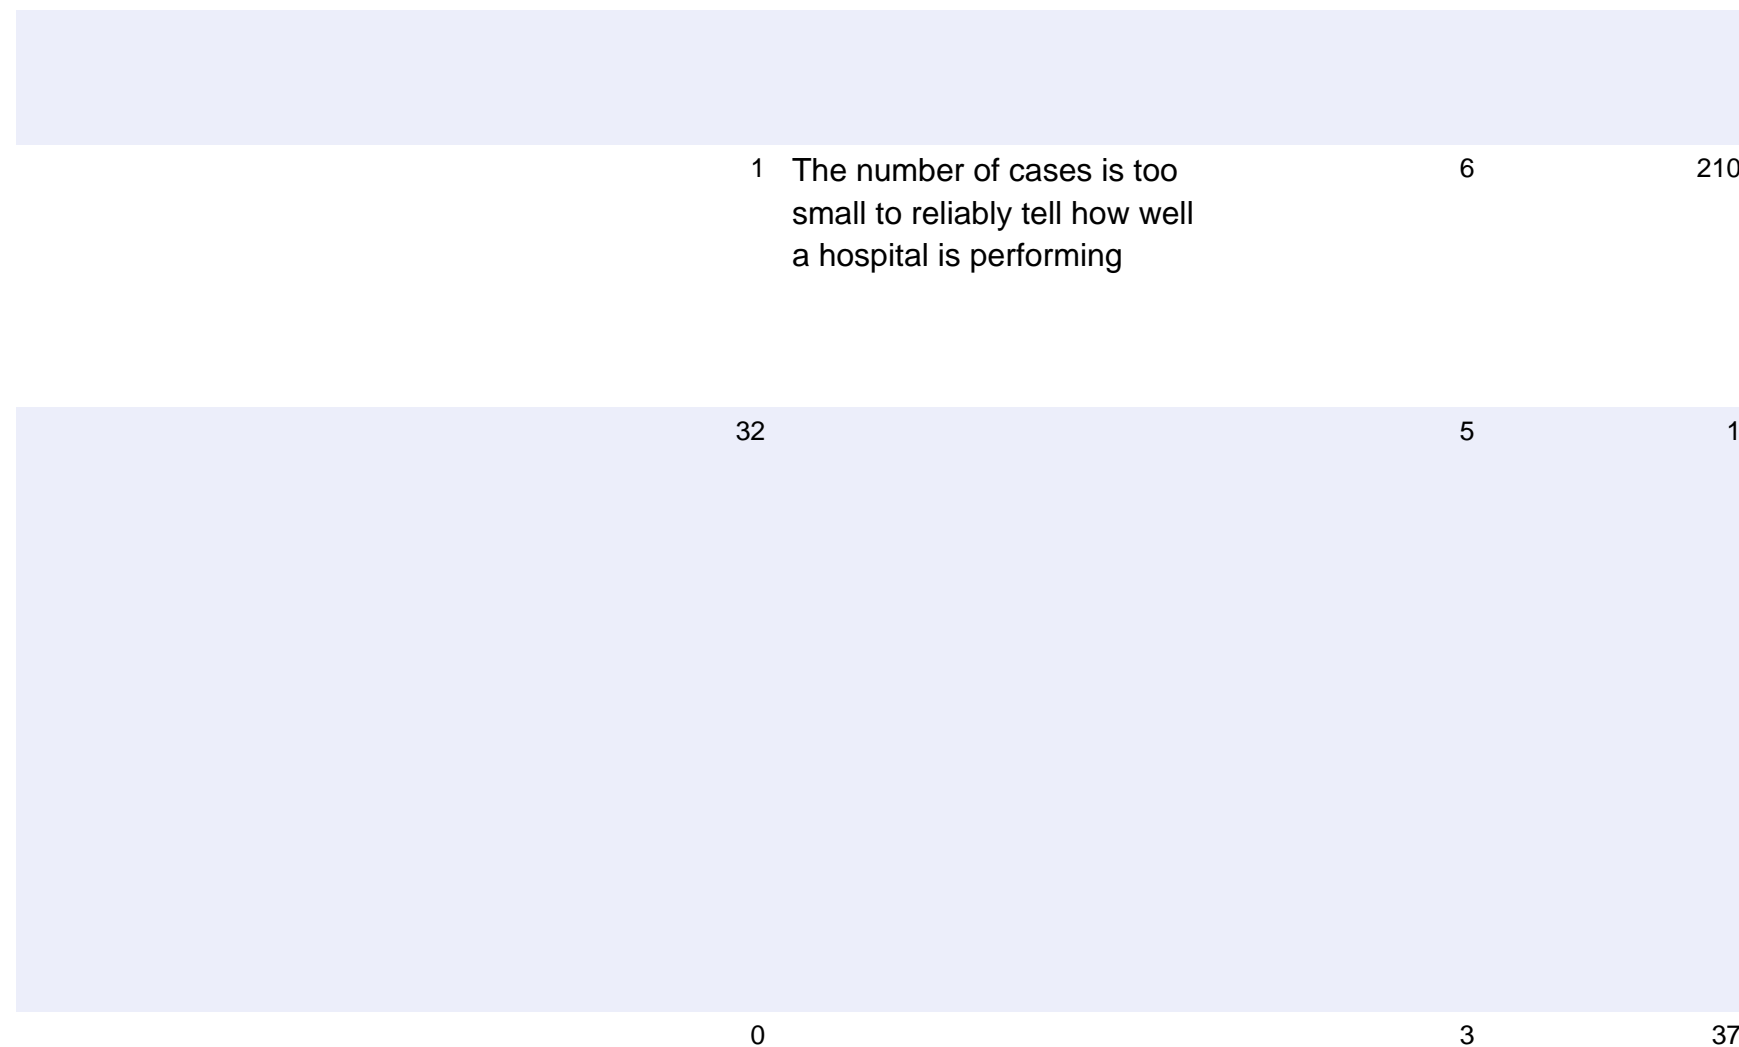 1 The number of cases is too 6 210
small to reliably tell how well
a hospital is performing
32 5 1
0 3 37